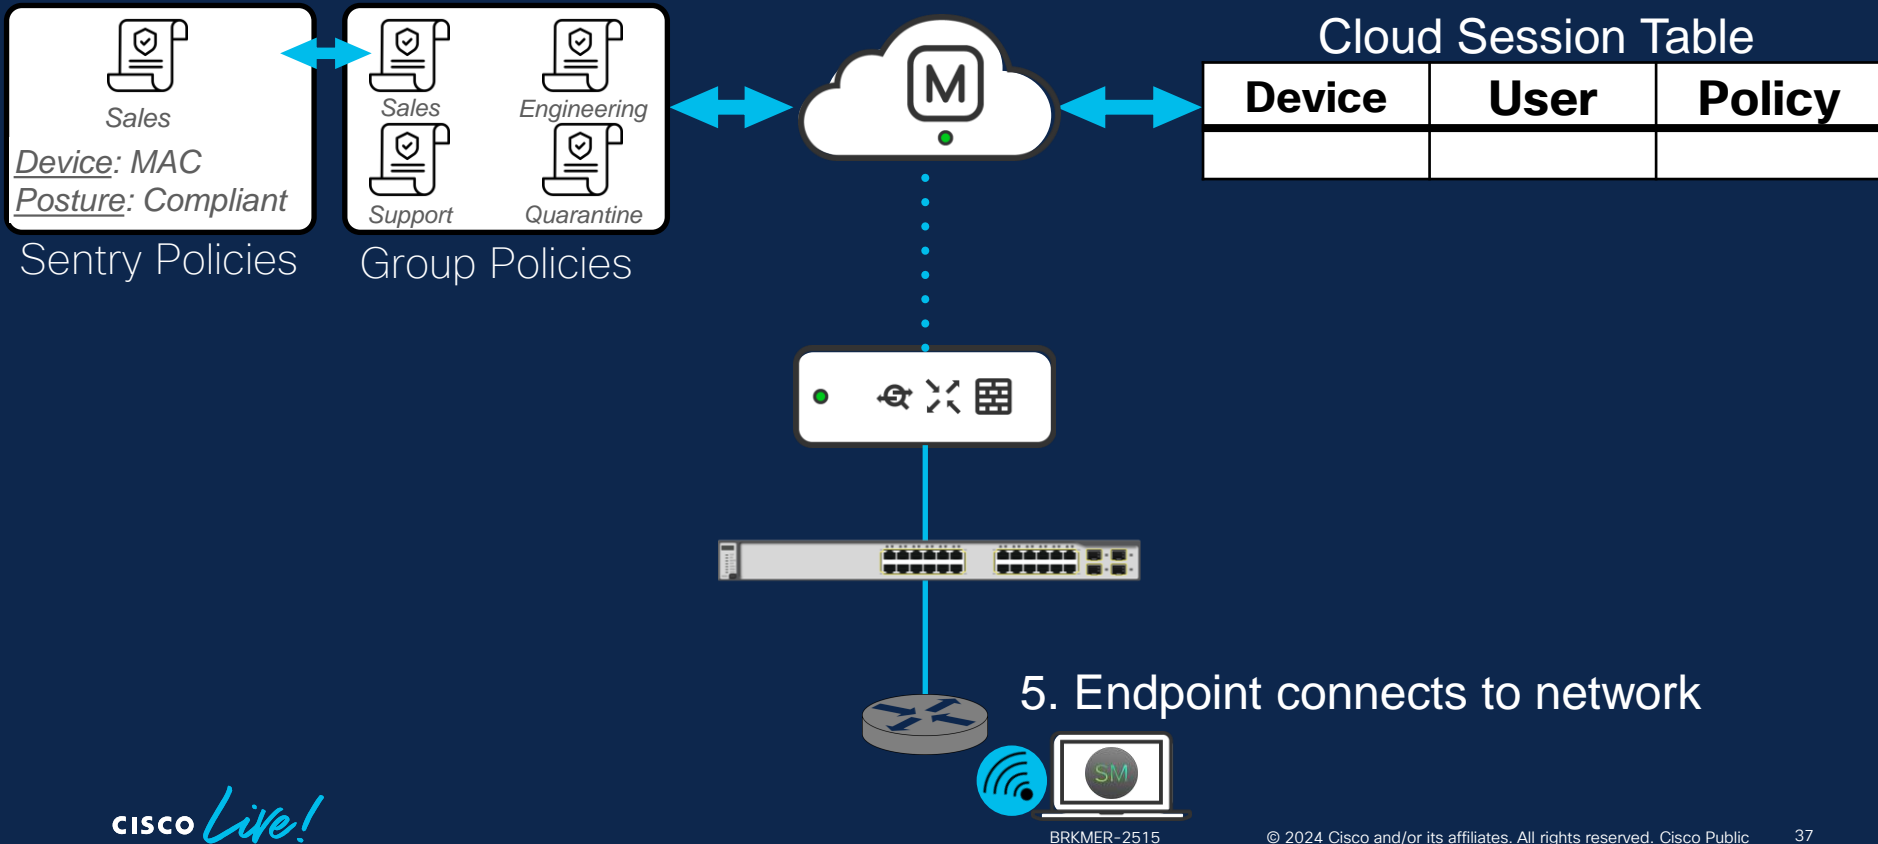 Sales
Device: MAC
Posture: Compliant
Sentry Policies
Sales
Engineering
Support
Quarantine
Group Policies
M
Cloud Session Table
Device User Policy
5. Endpoint connects to network
SM
CISCO Live!
BRKMER-2515
© 2024 Cisco and/or its affiliates. All rights reserved. Cisco Public
37